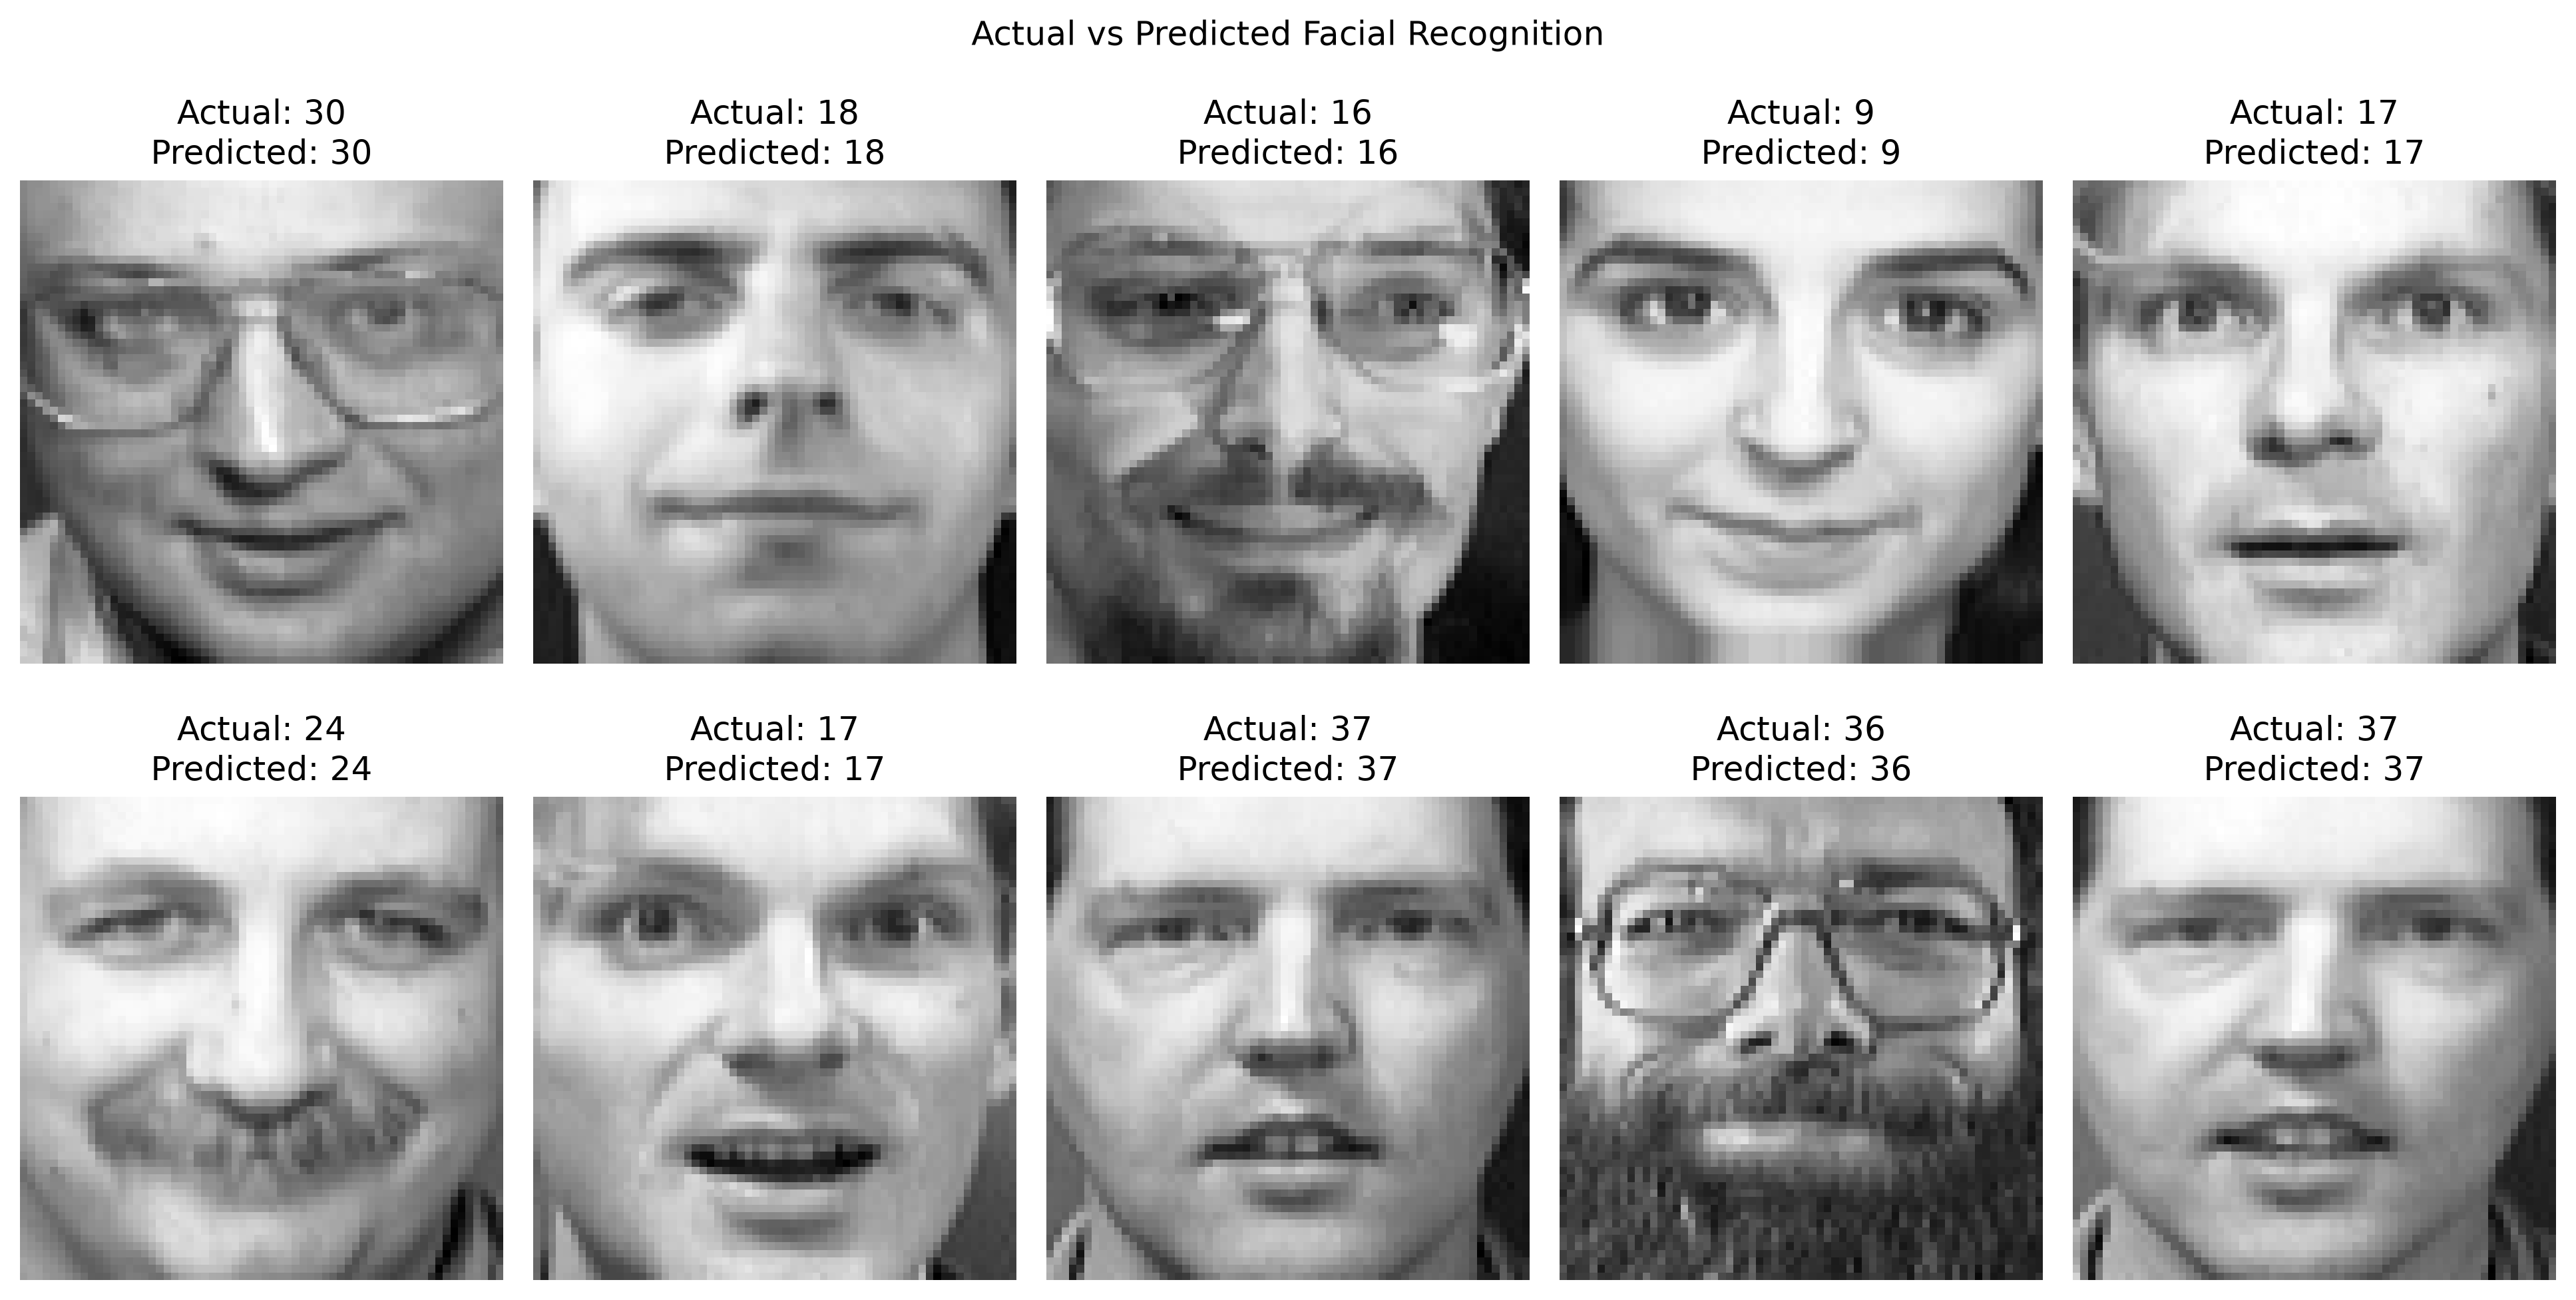 Actual vs Predicted Facial Recognition
Actual: 30
Predicted: 30
Actual: 18
Predicted: 18
Actual: 16
Predicted: 16
Actual: 9
Predicted: 9
Actual: 17
Predicted: 17
Actual: 24
Predicted: 24
Actual: 17
Predicted: 17
Actual: 37
Predicted: 37
Actual: 36
Predicted: 36
Actual: 37
Predicted: 37